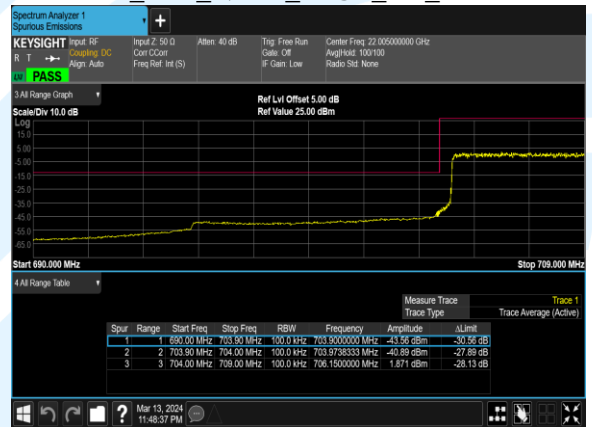 Spectrum Analyzer 1
Spurious Emissions
KEYSIGHT Input: RF Input Z: 50 Ω Atten: 40 dB Trig: Free Run Center Freq: 22.005000000 GHz
R T Coupling: DC Corr CCorr Gate: Off Avg|Hold: 100/100
Align: Auto Freq Ref: Int (S) IF Gain: Low Radio Std: None
LXI PASS
3 All Range Graph
Ref Lvl Offset 5.00 dB
Scale/Div 10.0 dB Ref Value 25.00 dBm
Log
15.0
5.00
-5.00
-15.0
-25.0
-35.0
-45.0
-55.0
-65.0
Start 690.000 MHz Stop 709.000 MHz
4 All Range Table
Measure Trace Trace 1
Trace Type Trace Average (Active)
Spur Range Start Freq Stop Freq RBW Frequency Amplitude ΔLimit
1 1 690.00 MHz 703.90 MHz 100.0 kHz 703.9000000 MHz -43.56 dBm -30.56 dB
2 2 703.90 MHz 704.00 MHz 100.0 kHz 703.9738333 MHz -40.89 dBm -27.89 dB
3 3 704.00 MHz 709.00 MHz 100.0 kHz 706.1500000 MHz 1.871 dBm -28.13 dB
? Mar 13, 2024
11:48:37 PM